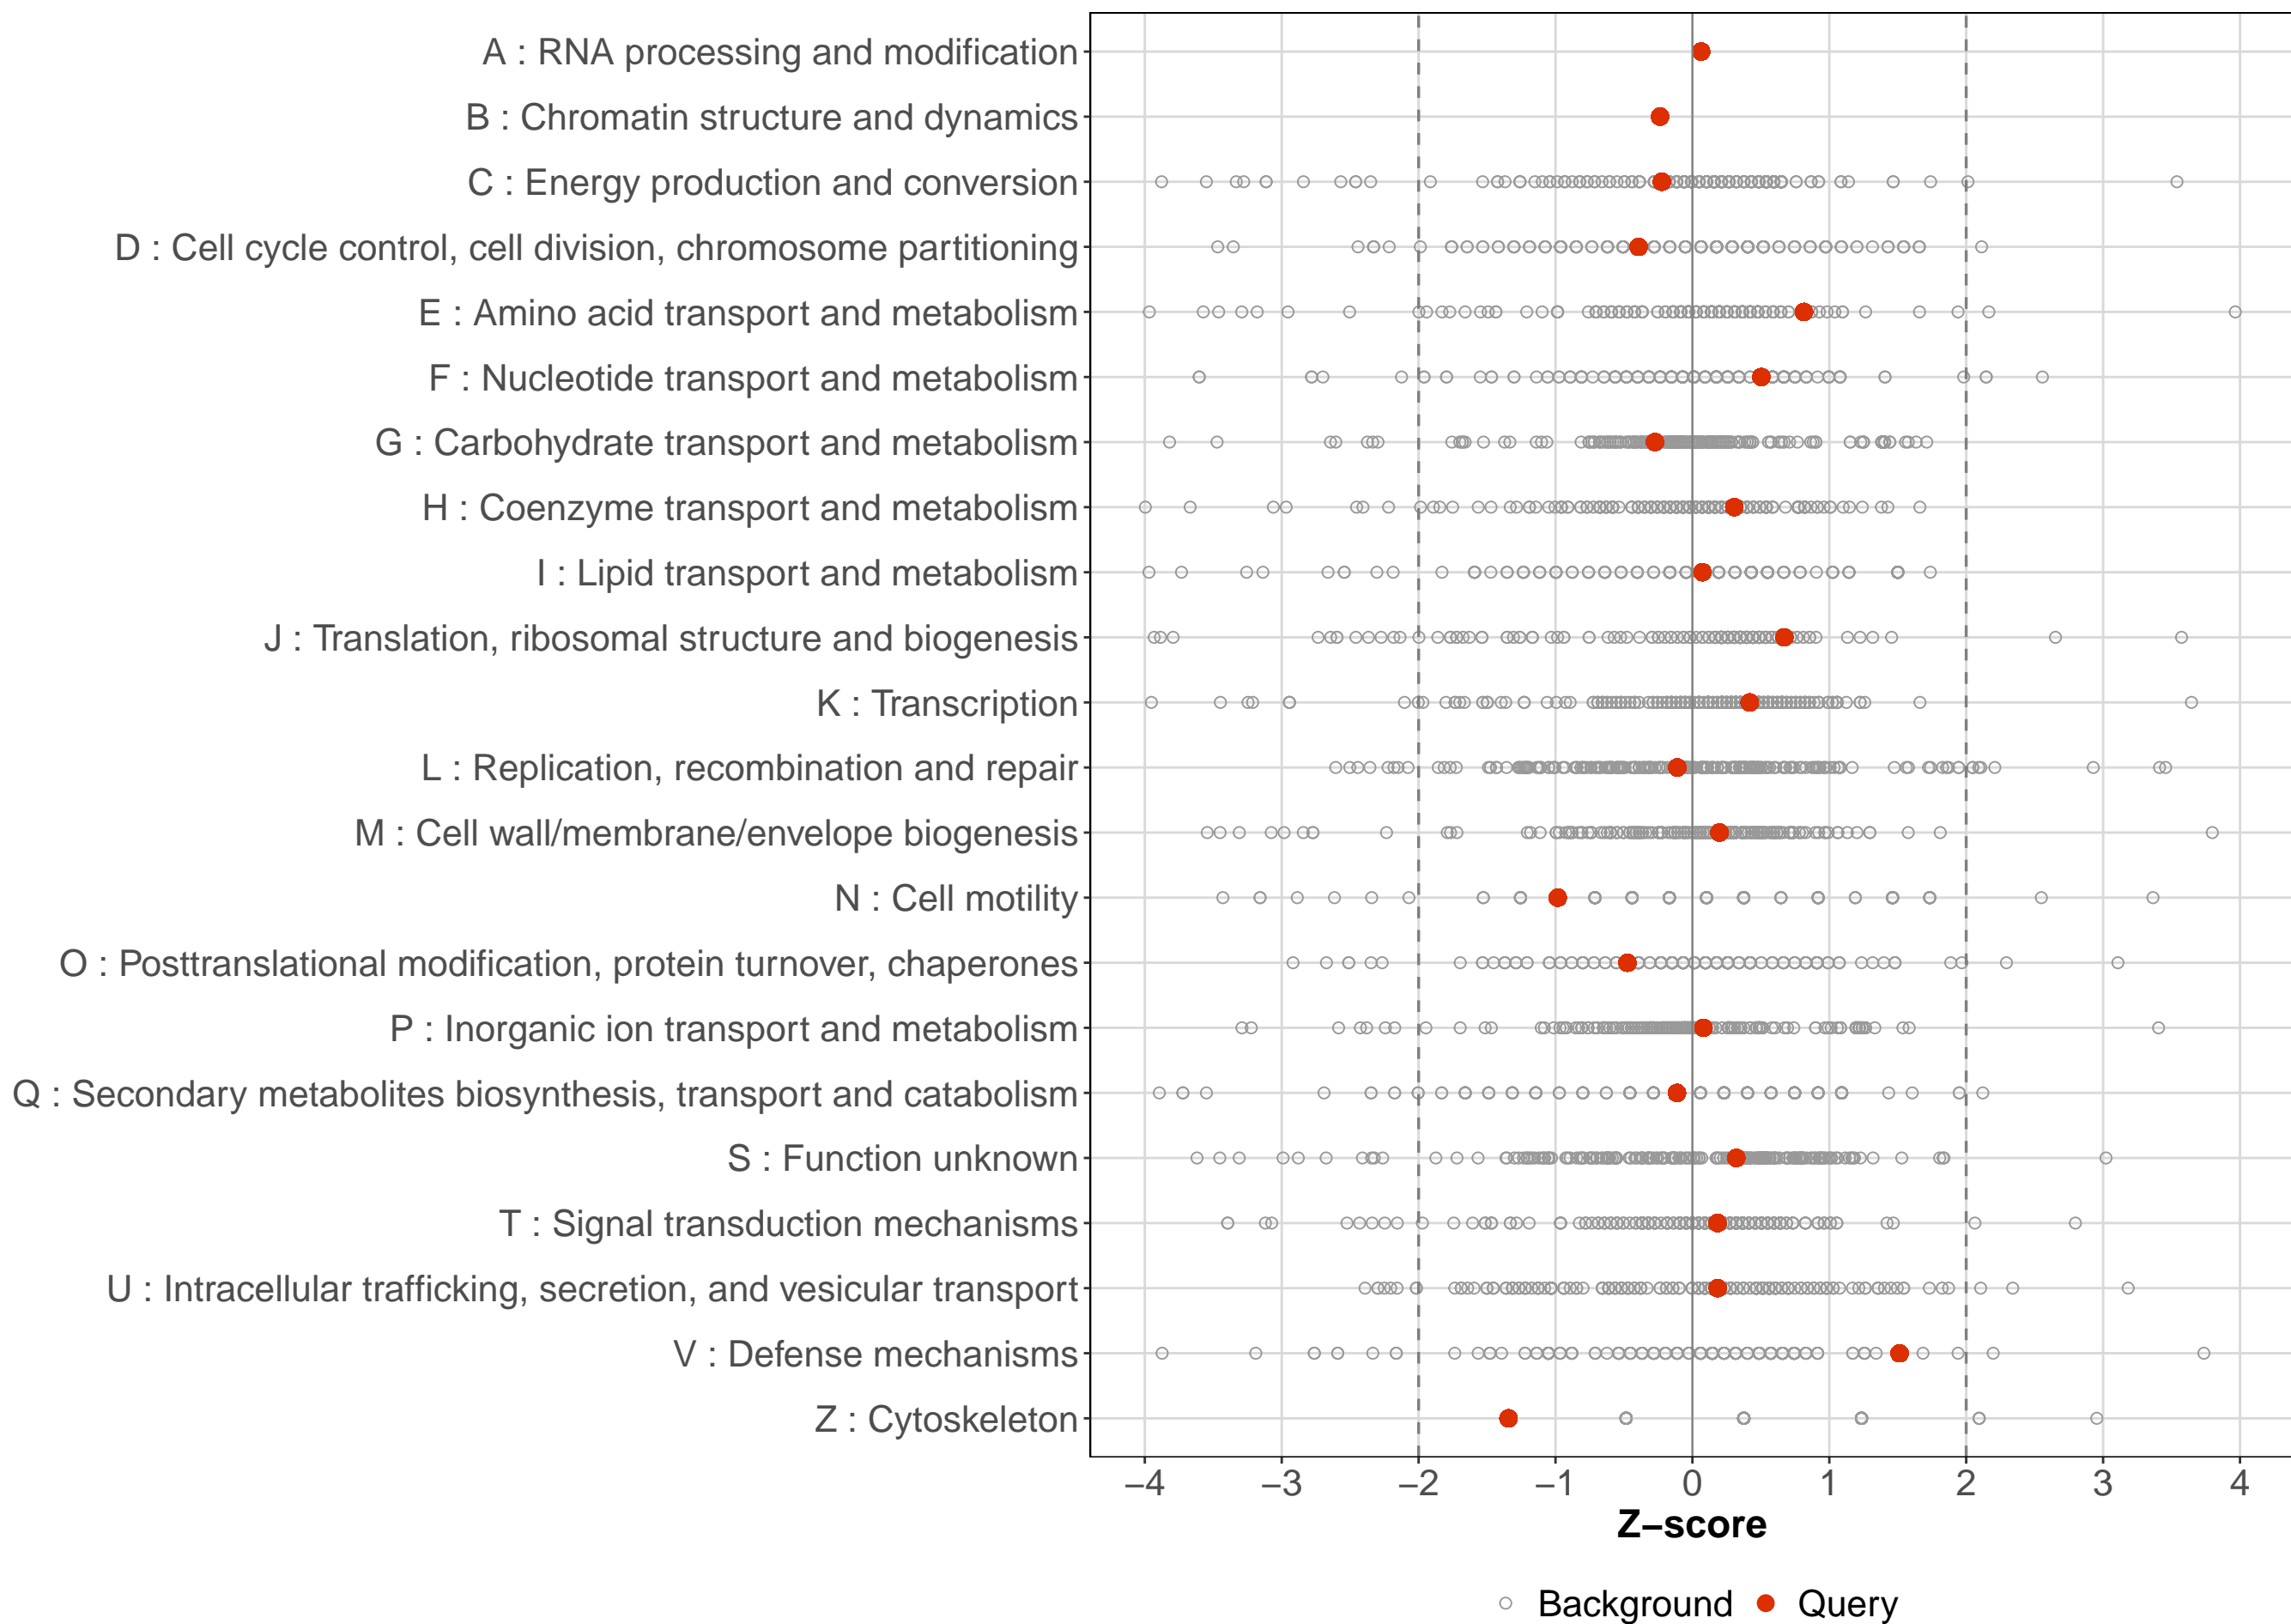 A : RNA processing and modification
B : Chromatin structure and dynamics
C : Energy production and conversion
D : Cell cycle control, cell division, chromosome partitioning
E : Amino acid transport and metabolism
F : Nucleotide transport and metabolism
G : Carbohydrate transport and metabolism
H : Coenzyme transport and metabolism
I : Lipid transport and metabolism
J : Translation, ribosomal structure and biogenesis
K : Transcription
L : Replication, recombination and repair
M : Cell wall/membrane/envelope biogenesis
N : Cell motility
O : Posttranslational modification, protein turnover, chaperones
P : Inorganic ion transport and metabolism
Q : Secondary metabolites biosynthesis, transport and catabolism
S : Function unknown
T : Signal transduction mechanisms
U : Intracellular trafficking, secretion, and vesicular transport
V : Defense mechanisms
Z : Cytoskeleton
−4 −3 −2 −1 0 1 2 3 4
Z−score
Background Query